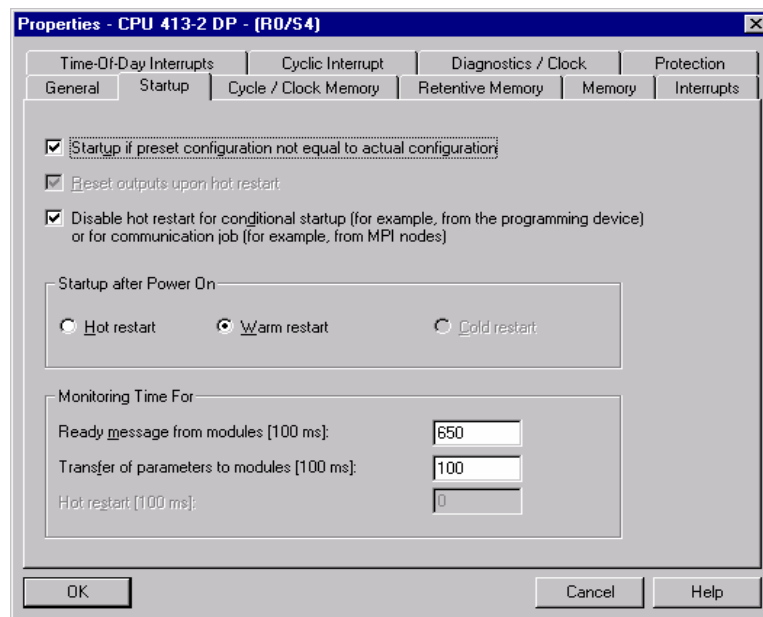 Properties - CPU 413-2 DP - (R0/S4)
Time-Of-Day Interrupts Cyclic Interrupt Diagnostics / Clock Protection
General Startup Cycle / Clock Memory Retentive Memory Memory Interrupts
Startup if preset configuration not equal to actual configuration
Reset outputs upon hot restart
Disable hot restart for conditional startup (for example, from the programming device)
or for communication job (for example, from MPI nodes)
Startup after Power On
Hot restart Warm restart Cold restart
Monitoring Time For
Ready message from modules [100 ms]: 650
Transfer of parameters to modules [100 ms]: 100
Hot restart [100 ms]: 0
OK Cancel Help